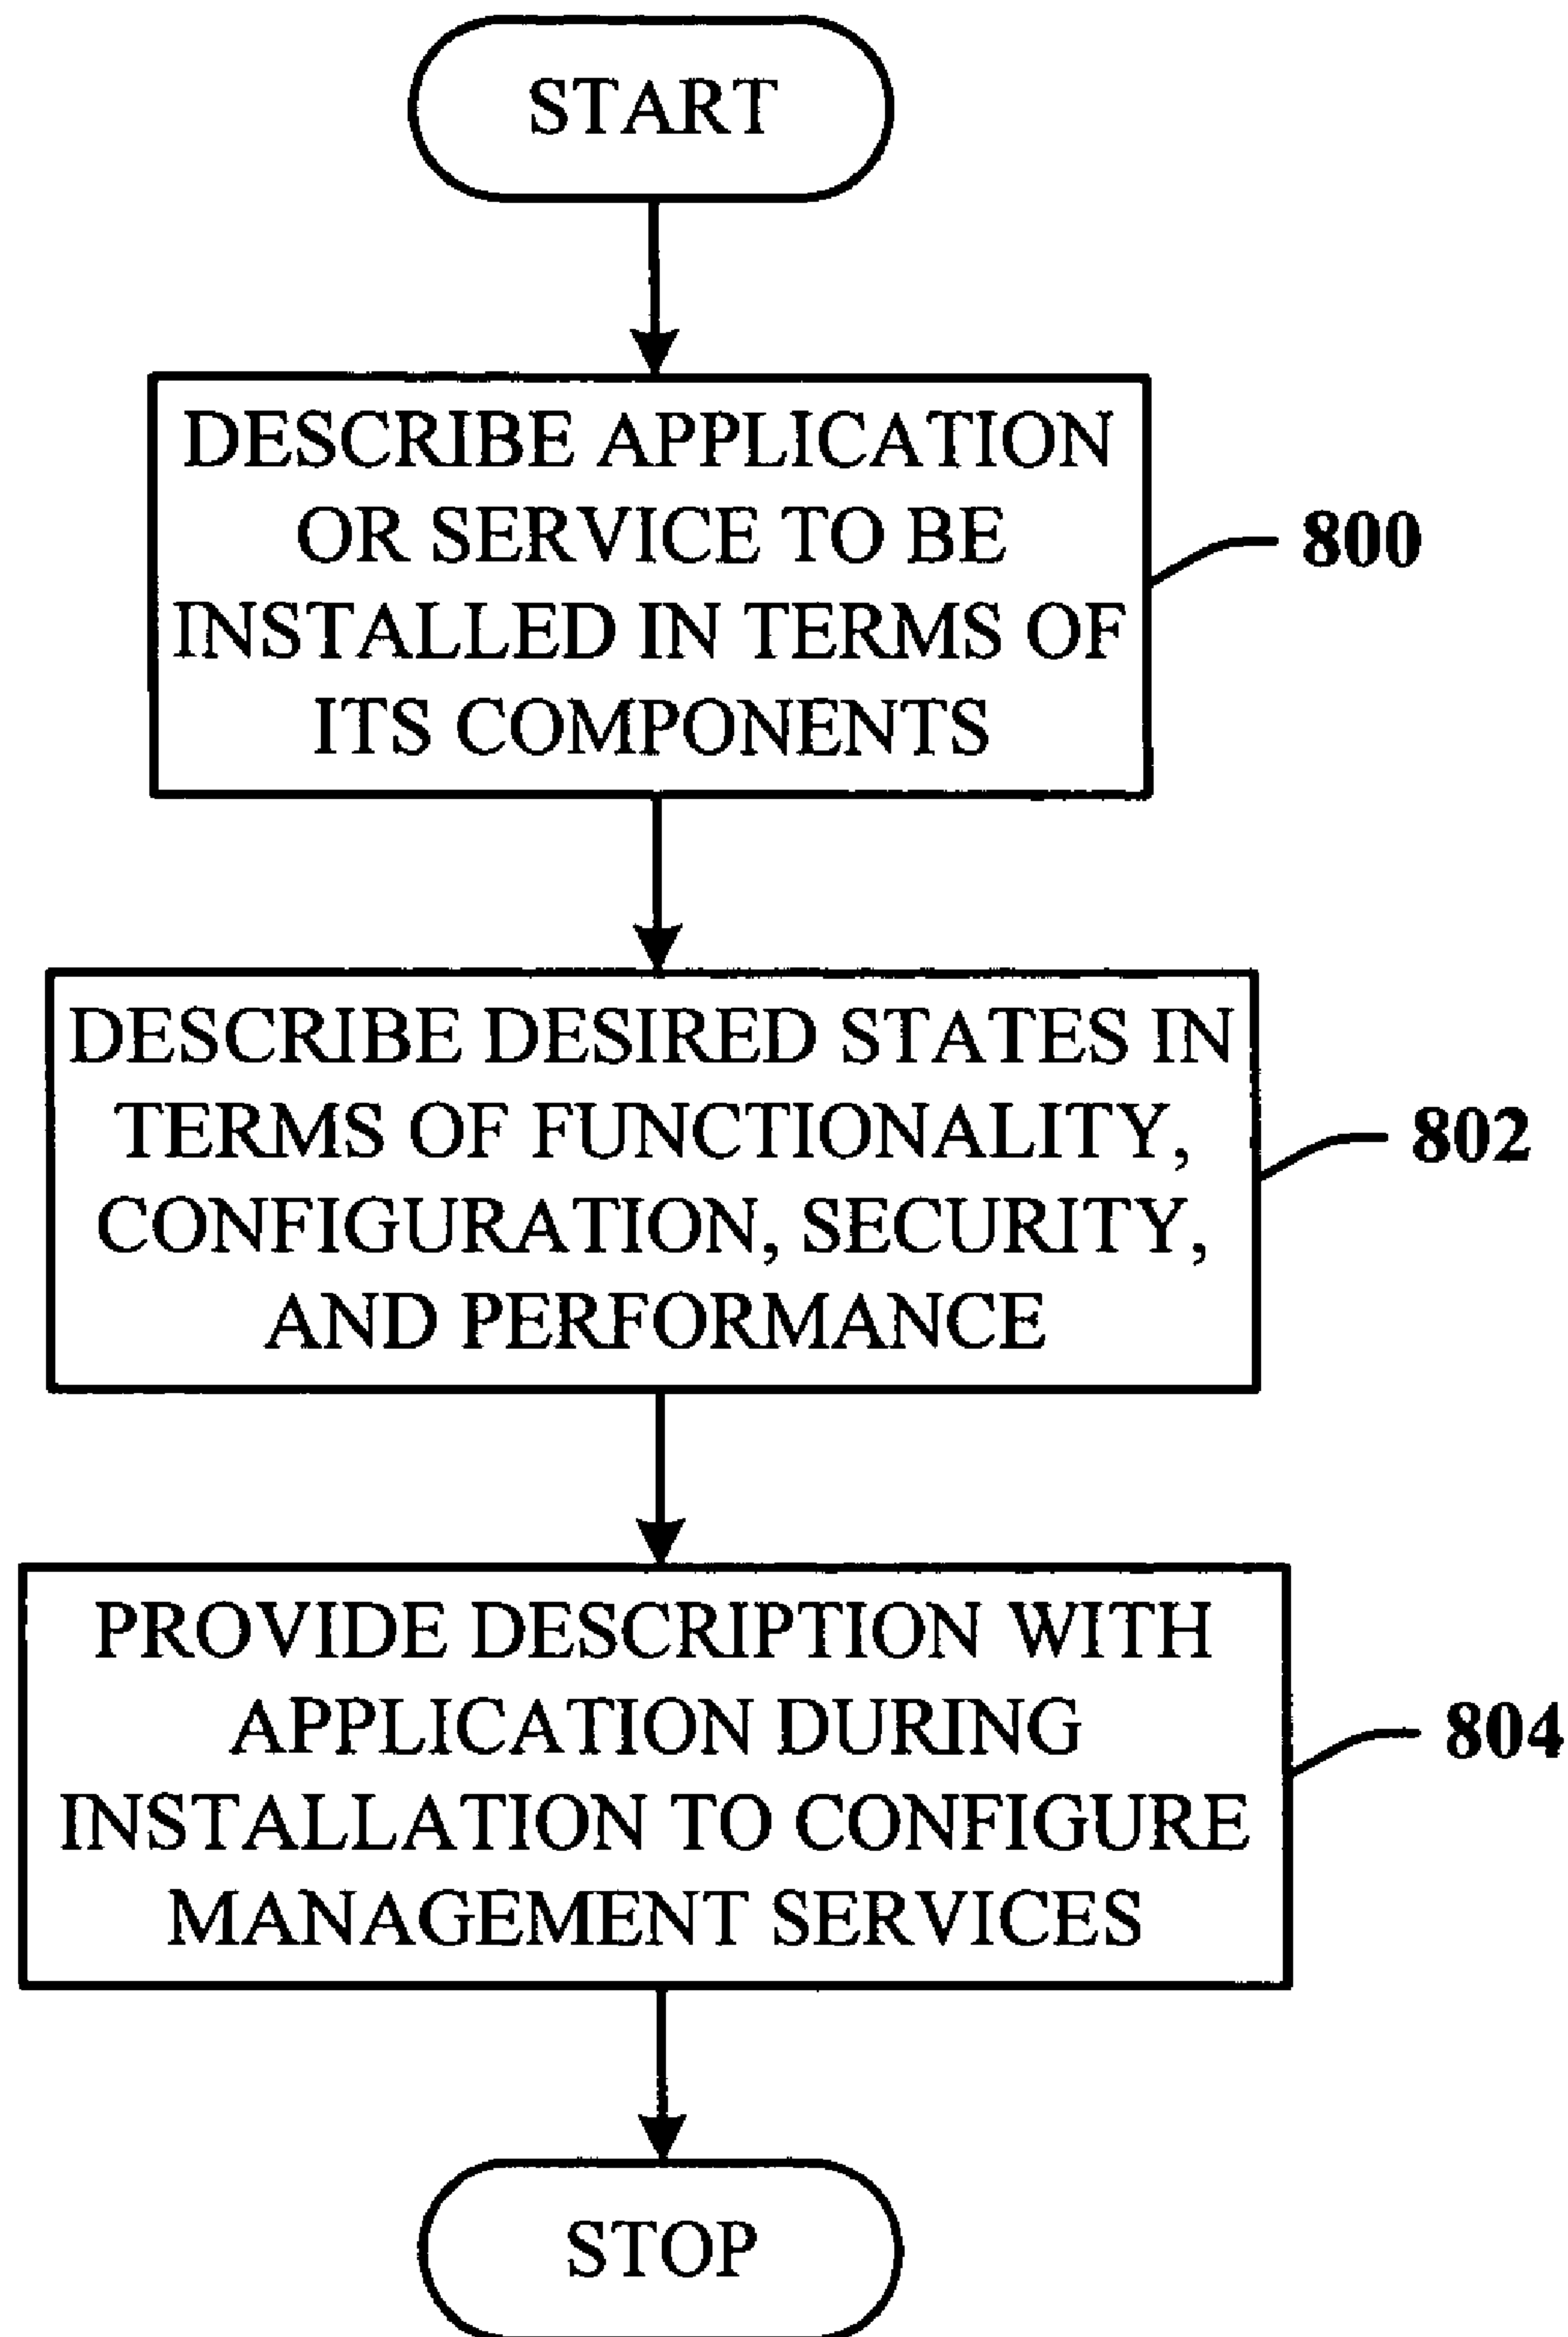 START
DESCRIBE APPLICATION
OR SERVICE TO BE
INSTALLED IN TERMS OF
ITS COMPONENTS
800
DESCRIBE DESIRED STATES IN
TERMS OF FUNCTIONALITY,
CONFIGURATION, SECURITY,
AND PERFORMANCE
802
PROVIDE DESCRIPTION WITH
APPLICATION DURING
INSTALLATION TO CONFIGURE
MANAGEMENT SERVICES
804
STOP